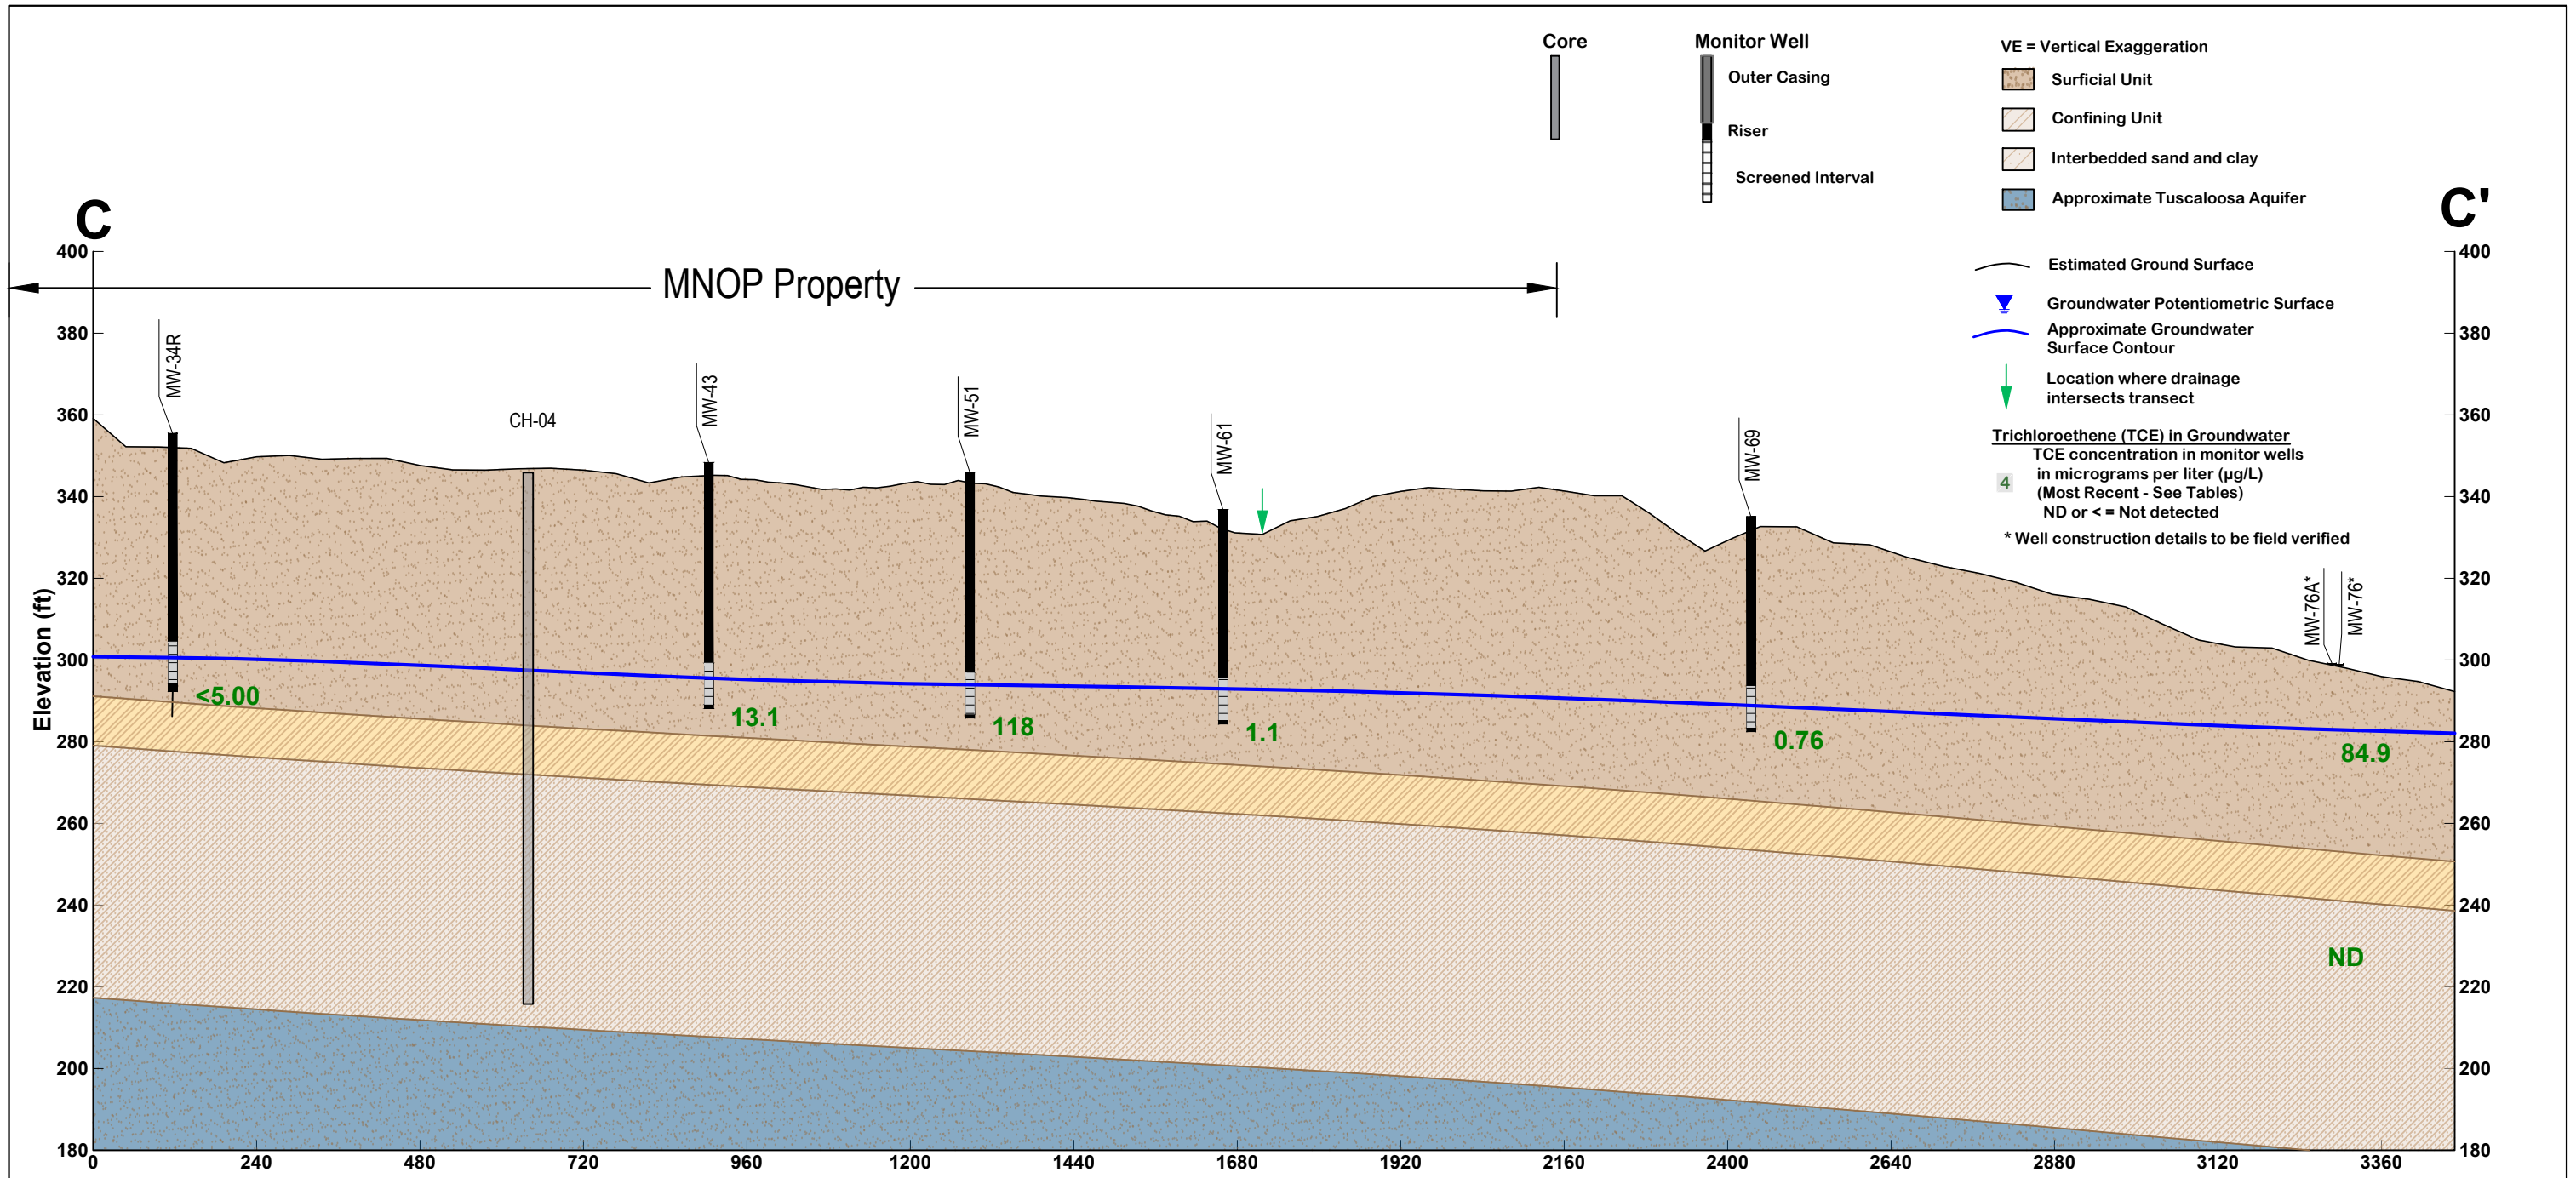 Core
Monitor Well
Outer Casing
Riser
Screened Interval
VE = Vertical Exaggeration
Surficial Unit
Confining Unit
Interbedded sand and clay
Approximate Tuscaloosa Aquifer
Estimated Ground Surface
Groundwater Potentiometric Surface
Approximate Groundwater
Surface Contour
Location where drainage
intersects transect
Trichloroethene (TCE) in Groundwater
TCE concentration in monitor wells
in micrograms per liter (µg/L)
4
(Most Recent - See Tables)
ND or < = Not detected
* Well construction details to be field verified
C
C'
MNOP Property
MW-34R
CH-04
MW-43
MW-51
MW-61
MW-69
MW-76A*
MW-76*
<5.00
13.1
118
1.1
0.76
84.9
ND
Elevation (ft)
400
380
360
340
320
300
280
260
240
220
200
180
400
380
360
340
320
300
280
260
240
220
200
180
0
240
480
720
960
1200
1440
1680
1920
2160
2400
2640
2880
3120
3360